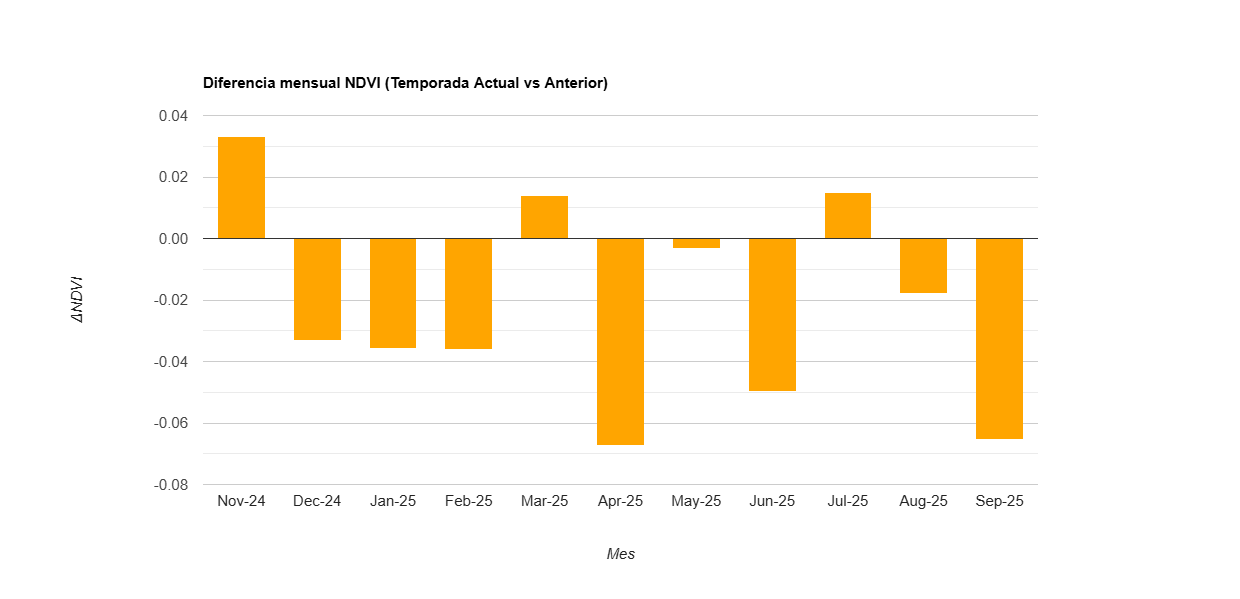 Diferencia mensual NDVI (Temporada Actual vs Anterior)
0.04
0.02
0.00
-0.02
-0.04
-0.06
-0.08
ΔNDVI
Nov-24 Dec-24 Jan-25 Feb-25 Mar-25 Apr-25 May-25 Jun-25 Jul-25 Aug-25 Sep-25
Mes